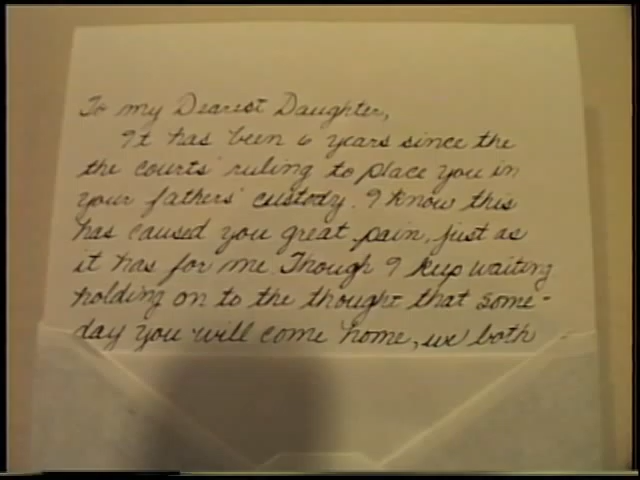 To my Dearest Daughter,
It has been 6 years since the
the courts' ruling to place you in
your fathers' custody. I know this
has caused you great pain, just as
it has for me. Though I keep waiting
holding on to the thought that some-
day you will come home, we both